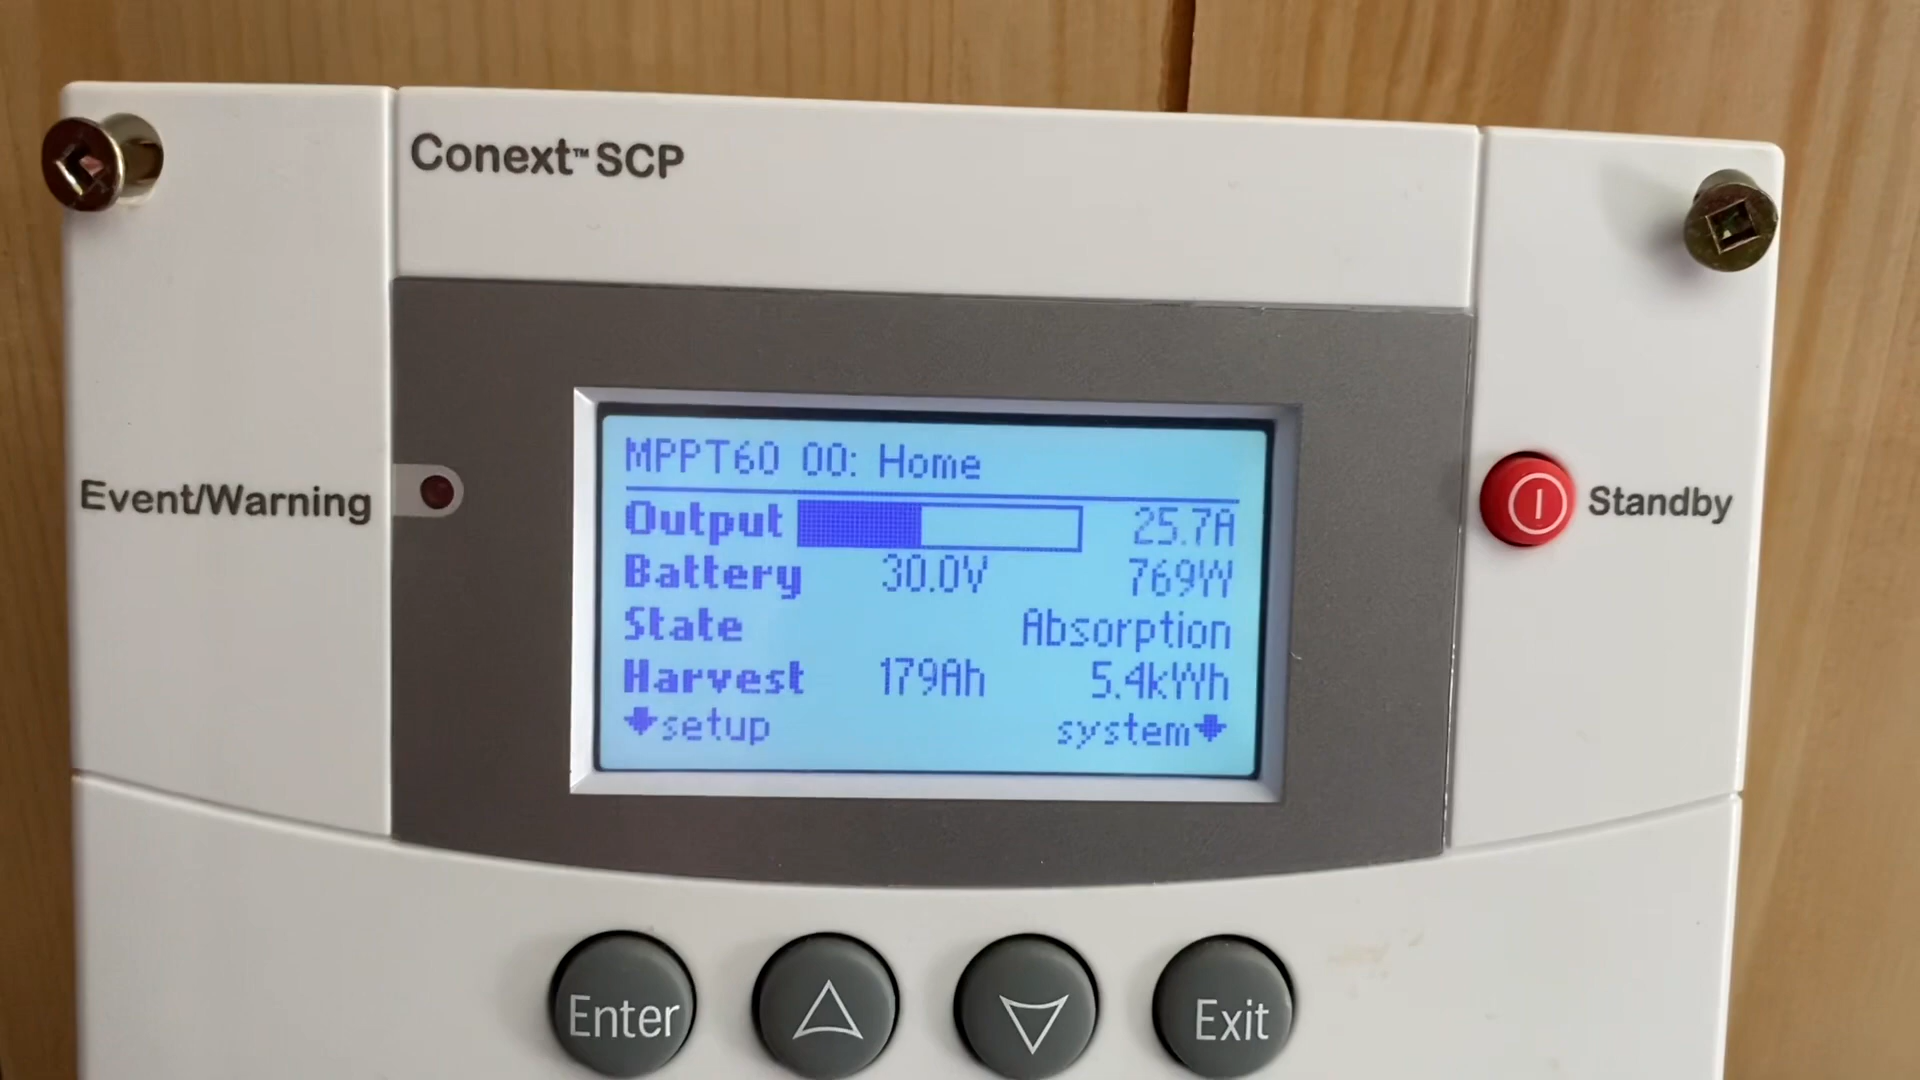 Conext™ SCP
Event/Warning
Standby
MPPT60 00: Home
Output 25.7A
Battery 30.0V 769W
State Absorption
Harvest 179Ah 5.4kWh
setup system
Enter Exit